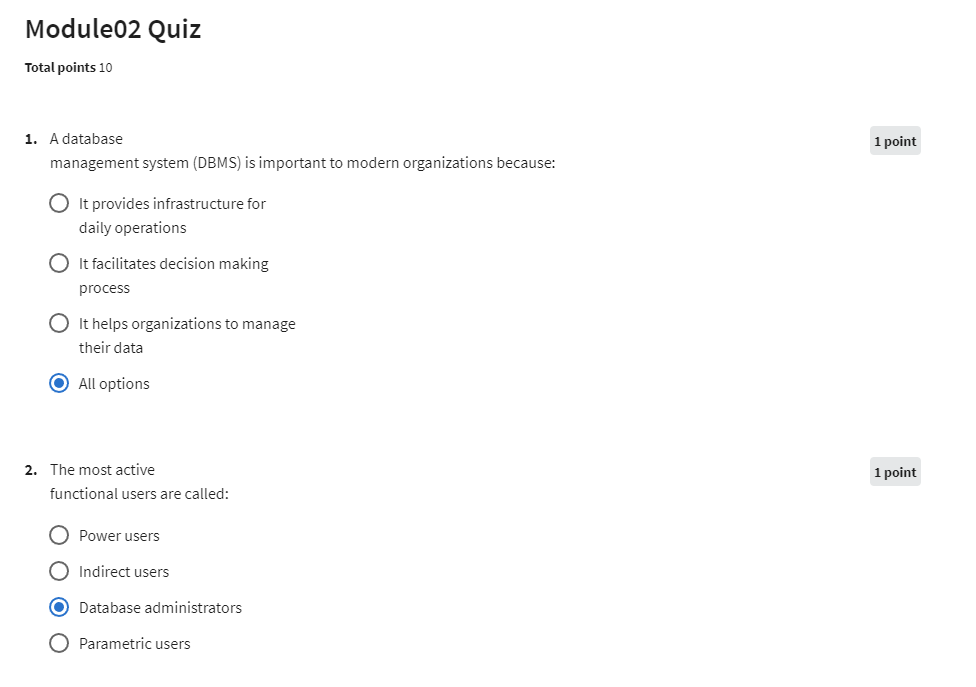 Module02 Quiz
Total points 10
1. A database
management system (DBMS) is important to modern organizations because:
1 point
It provides infrastructure for
daily operations
It facilitates decision making
process
It helps organizations to manage
their data
All options
2. The most active
functional users are called:
1 point
Power users
Indirect users
Database administrators
Parametric users